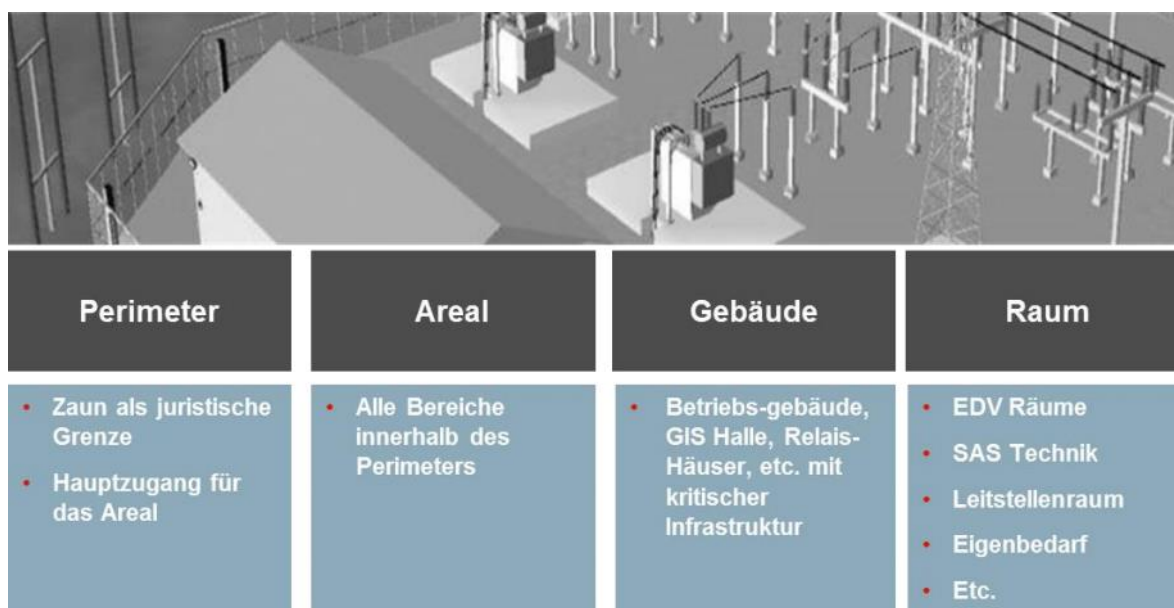 Perimeter
Areal
Gebäude
Raum
• Zaun als juristische
Grenze
• Hauptzugang für
das Areal
• Alle Bereiche
innerhalb des
Perimeters
• Betriebs-gebäude,
GIS Halle, Relais-
Häuser, etc. mit
kritischer
Infrastruktur
• EDV Räume
• SAS Technik
• Leitstellenraum
• Eigenbedarf
• Etc.